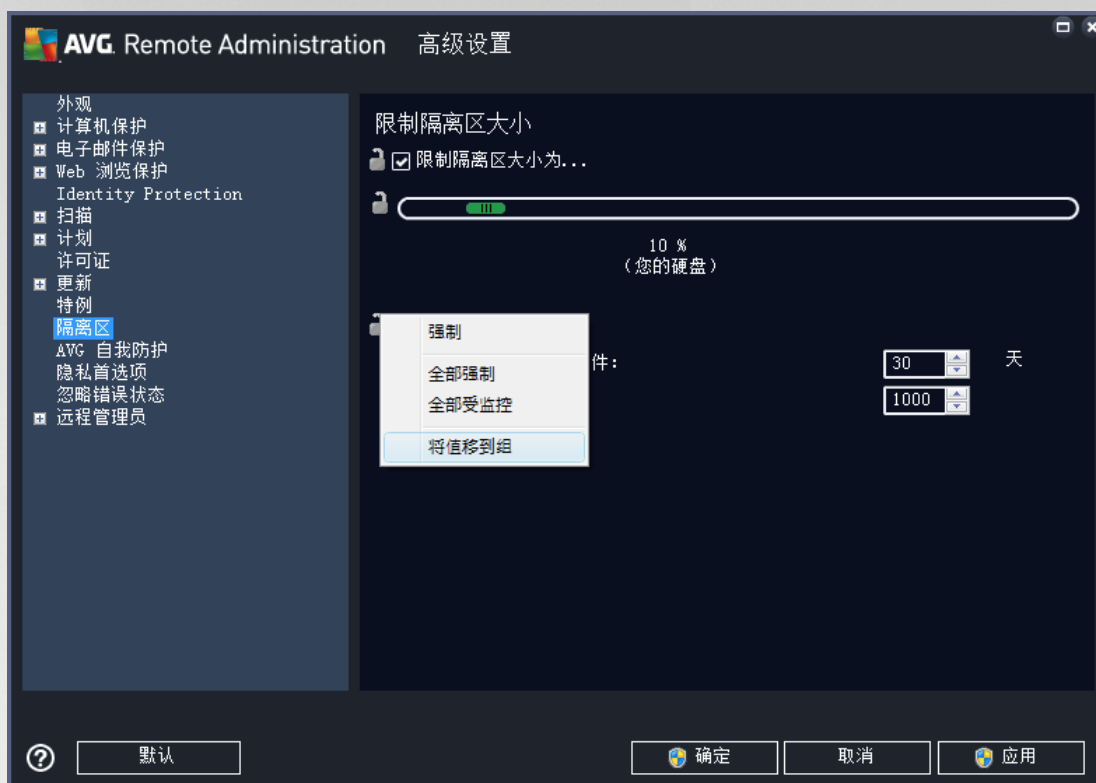 AVG. Remote Administration 高级设置
外观
计算机保护
电子邮件保护
Web 浏览保护
Identity Protection
扫描
计划
许可证
更新
特例
隔离区
AVG 自我防护
隐私首选项
忽略错误状态
远程管理员
限制隔离区大小
限制隔离区大小为...
10 %
(您的硬盘)
强制
全部强制
全部受监控
将值移到组
件:
30 天
1000
默认
确定
取消
应用